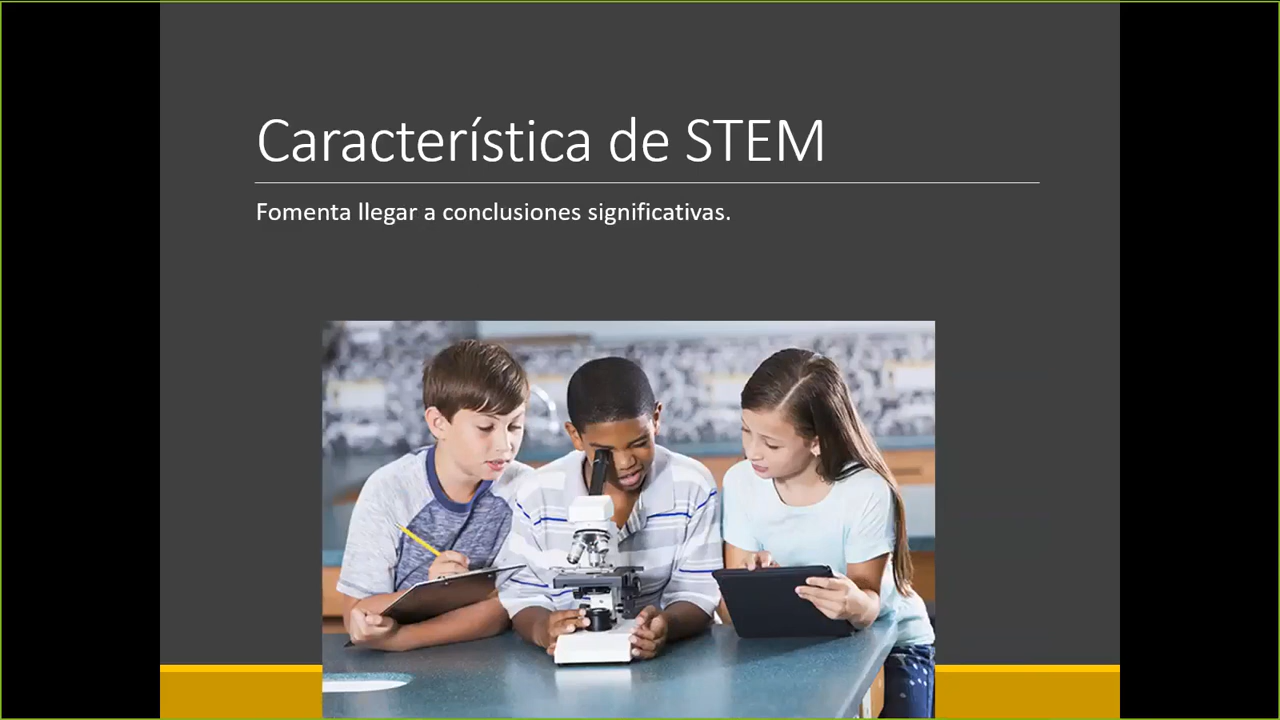 Característica de STEM
Fomenta llegar a conclusiones significativas.